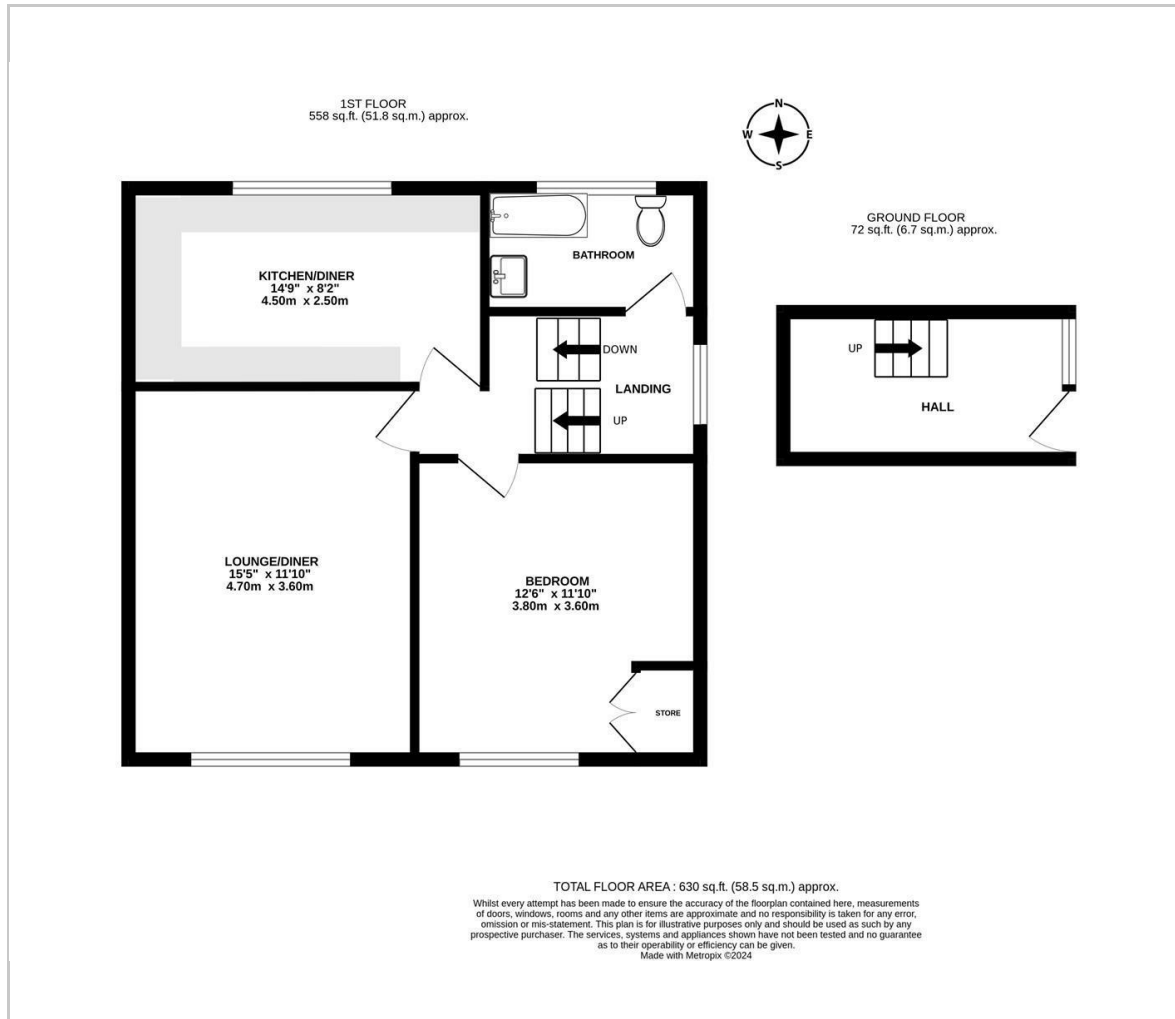 1ST FLOOR
558 sq.ft. (51.8 sq.m.) approx.
N
W E
S
GROUND FLOOR
72 sq.ft. (6.7 sq.m.) approx.
KITCHEN/DINER
14'9" x 8'2"
4.50m x 2.50m
BATHROOM
DOWN
LANDING
UP
UP
HALL
LOUNGE/DINER
15'5" x 11'10"
4.70m x 3.60m
BEDROOM
12'6" x 11'10"
3.80m x 3.60m
STORE
TOTAL FLOOR AREA : 630 sq.ft. (58.5 sq.m.) approx.
Whilst every attempt has been made to ensure the accuracy of the floorplan contained here, measurements
of doors, windows, rooms and any other items are approximate and no responsibility is taken for any error,
omission or mis-statement. This plan is for illustrative purposes only and should be used as such by any
prospective purchaser. The services, systems and appliances shown have not been tested and no guarantee
as to their operability or efficiency can be given.
Made with Metropix ©2024